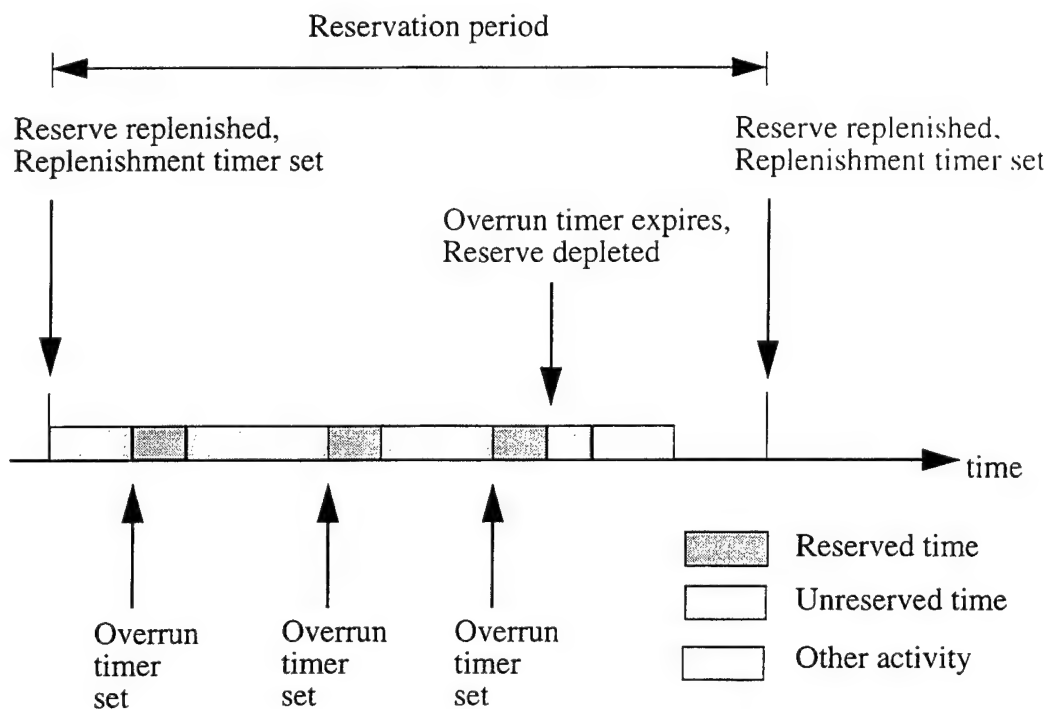 Reservation period
Reserve replenished,
Replenishment timer set
Reserve replenished,
Replenishment timer set
Overrun timer expires,
Reserve depleted
time
Overrun
timer
set
Overrun
timer
set
Overrun
timer
set
Reserved time
Unreserved time
Other activity